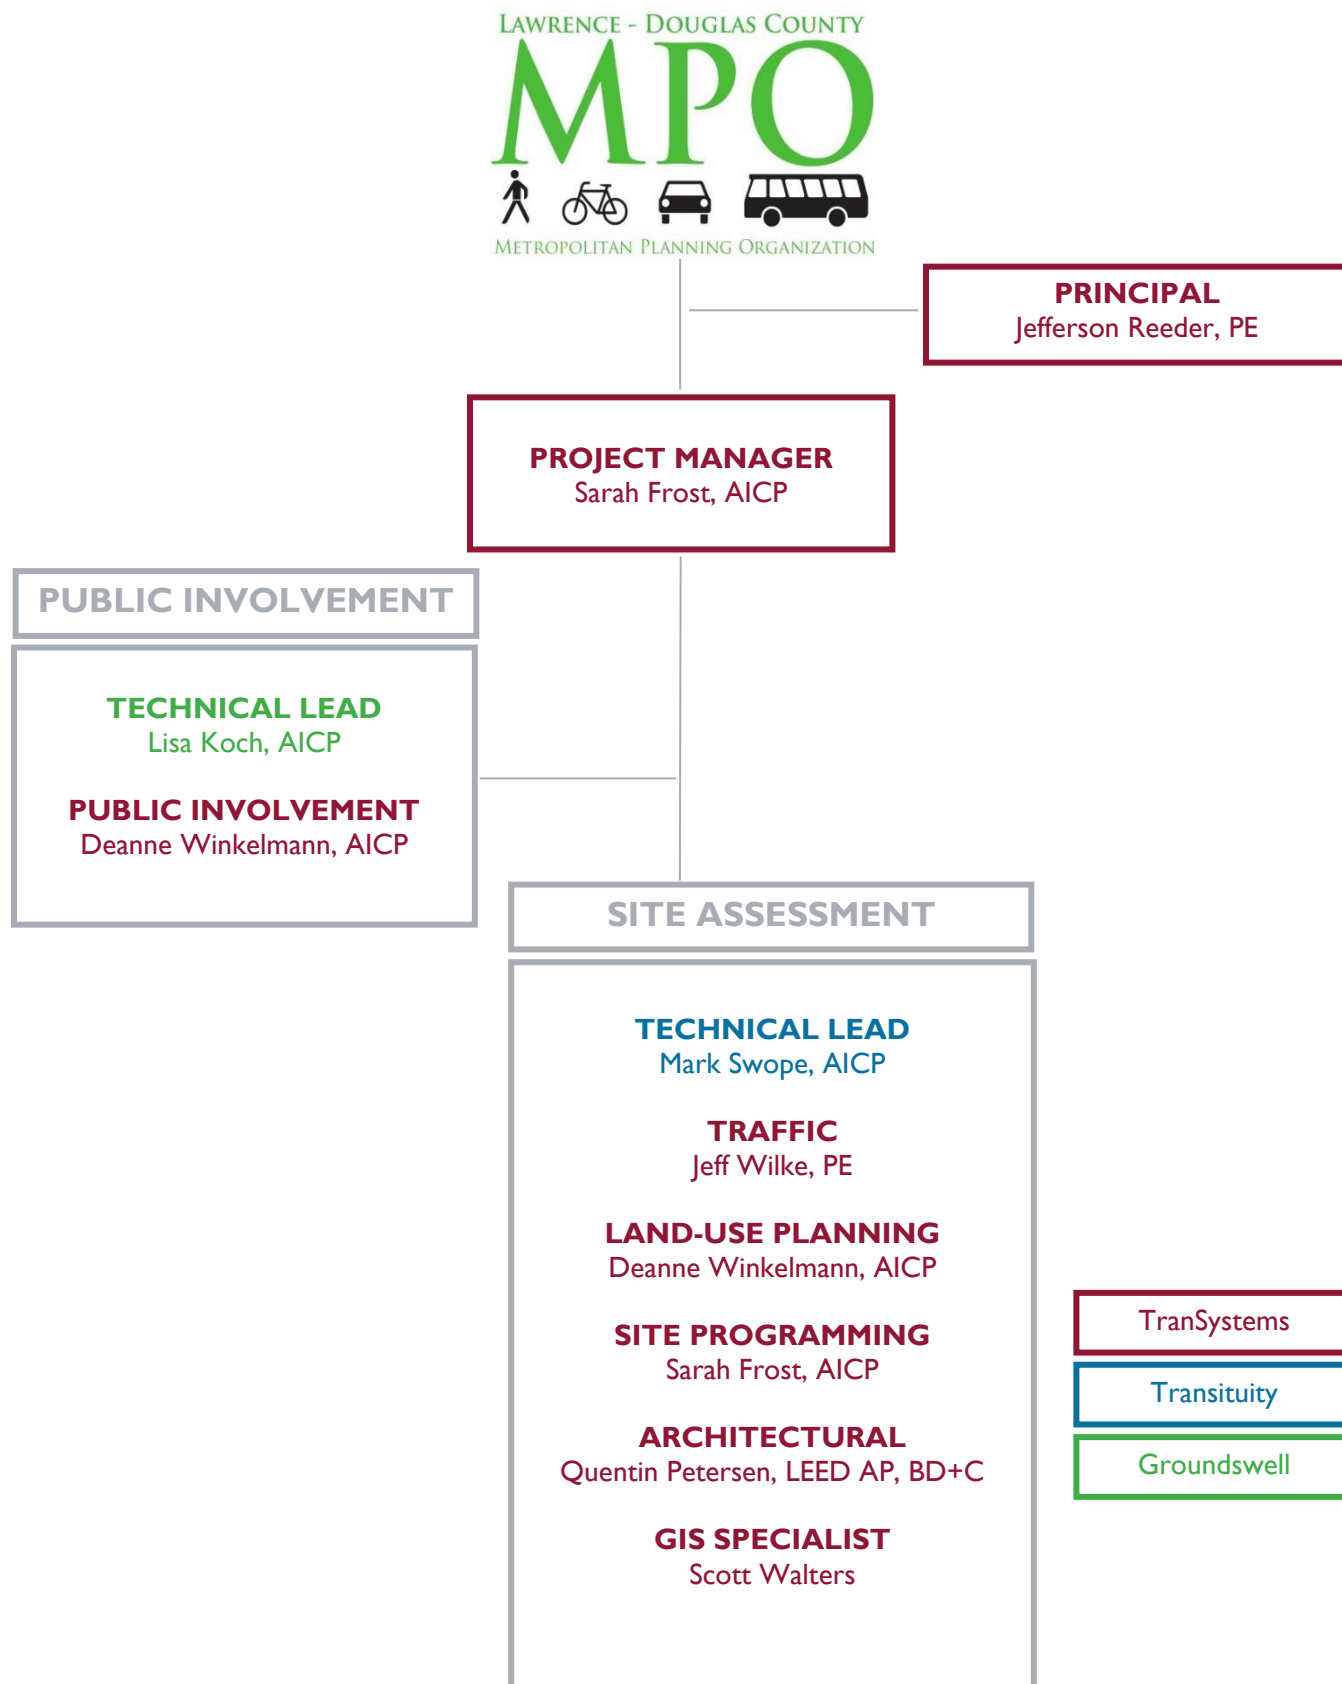 LAWRENCE - DOUGLAS COUNTY
MPO
METROPOLITAN PLANNING ORGANIZATION
PRINCIPAL
Jefferson Reeder, PE
PROJECT MANAGER
Sarah Frost, AICP
PUBLIC INVOLVEMENT
TECHNICAL LEAD
Lisa Koch, AICP
PUBLIC INVOLVEMENT
Deanne Winkelmann, AICP
SITE ASSESSMENT
TECHNICAL LEAD
Mark Swope, AICP
TRAFFIC
Jeff Wilke, PE
LAND-USE PLANNING
Deanne Winkelmann, AICP
SITE PROGRAMMING
Sarah Frost, AICP
ARCHITECTURAL
Quentin Petersen, LEED AP, BD+C
GIS SPECIALIST
Scott Walters
TranSystems
Transituity
Groundswell